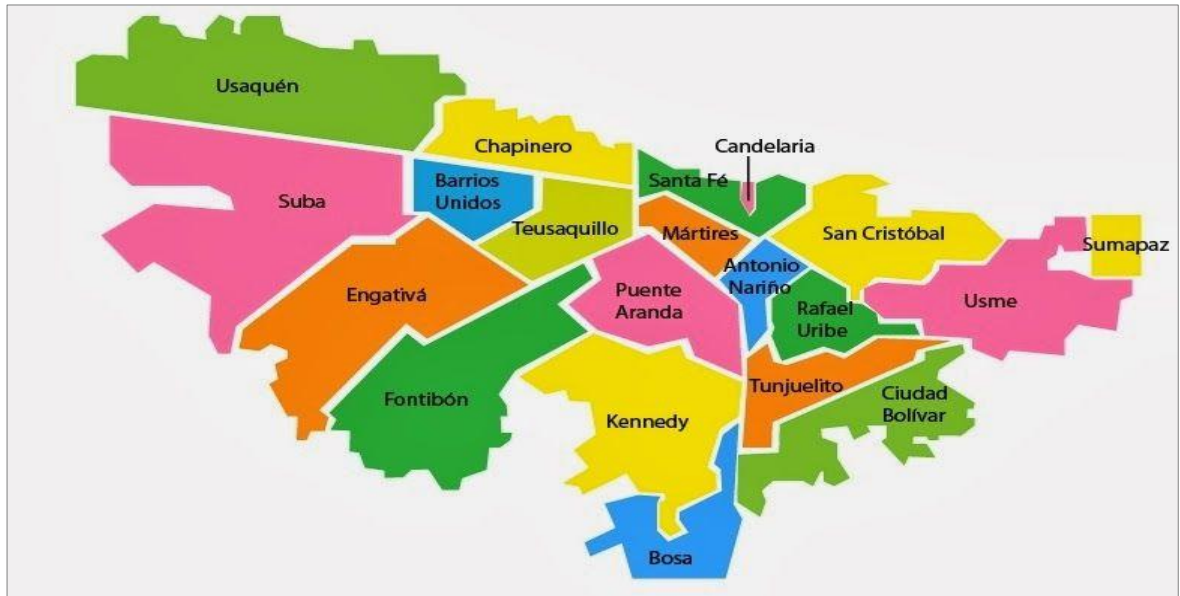 Usaquén
Chapinero
Candelaria
Suba
Barrios
Unidos
Santa Fé
Teusaquillo
Mártires
San Cristóbal
Sumapaz
Antonio
Nariño
Engativá
Puente
Aranda
Usme
Rafael
Uribe
Fontibón
Tunjuelito
Ciudad
Bolívar
Kennedy
Bosa